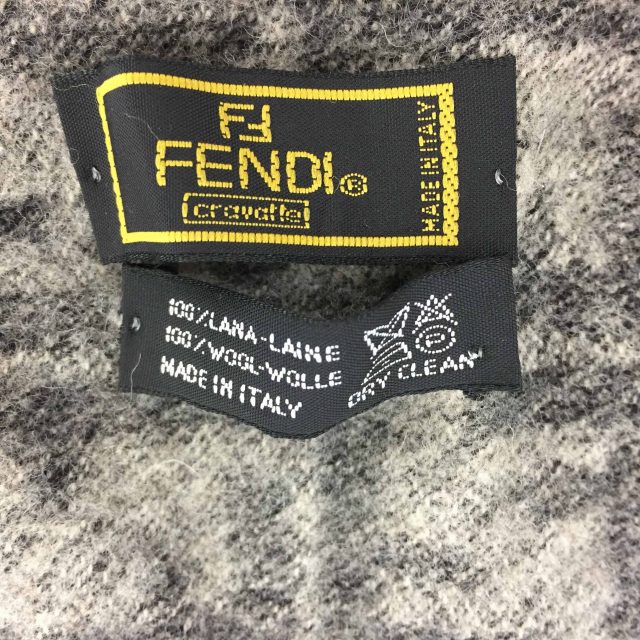 FF
FENDI®
cravatte
MADE IN ITALY
100%LANA-LAINE
100%WOOL-WOLLE
MADE IN ITALY
DRY CLEAN